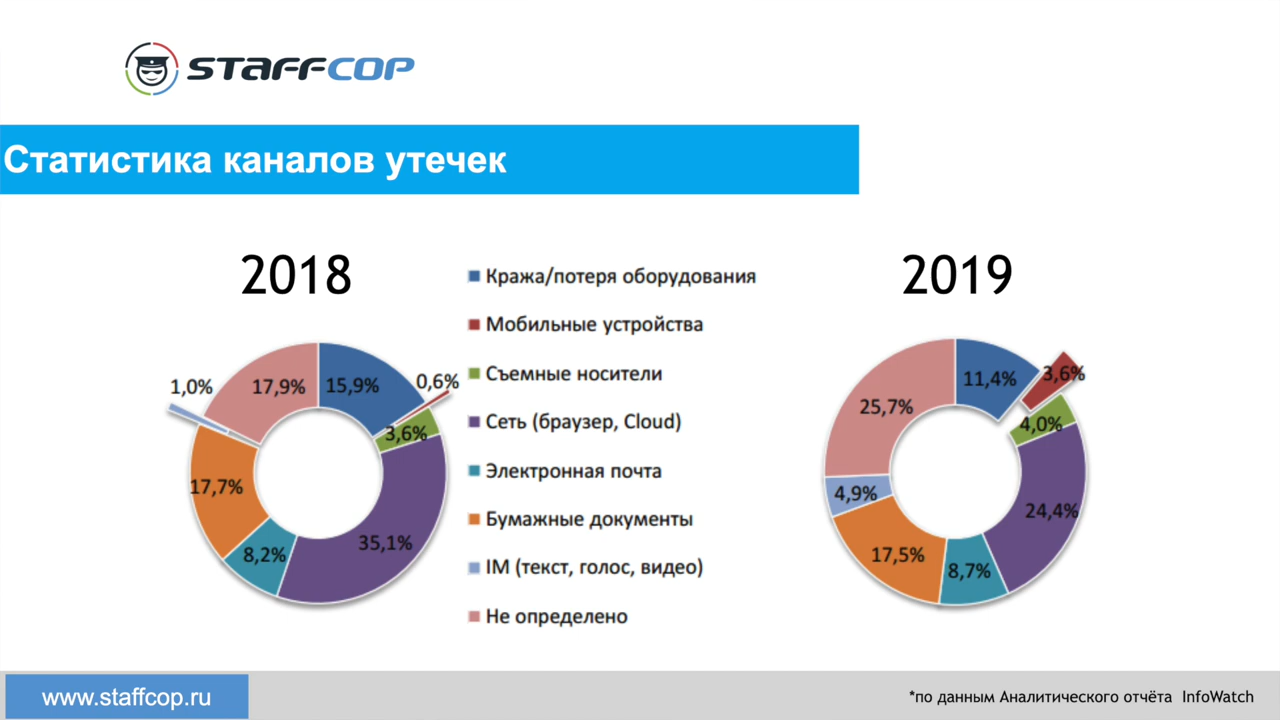 STAFFCOP
Статистика каналов утечек
2018
15,9%
0,6%
3,6%
35,1%
8,2%
17,7%
1,0%
17,9%
Кража/потеря оборудования
Мобильные устройства
Съемные носители
Сеть (браузер, Cloud)
Электронная почта
Бумажные документы
IM (текст, голос, видео)
Не определено
2019
11,4%
3,6%
4,0%
24,4%
8,7%
17,5%
4,9%
25,7%
www.staffcop.ru
*по данным Аналитического отчёта InfoWatch